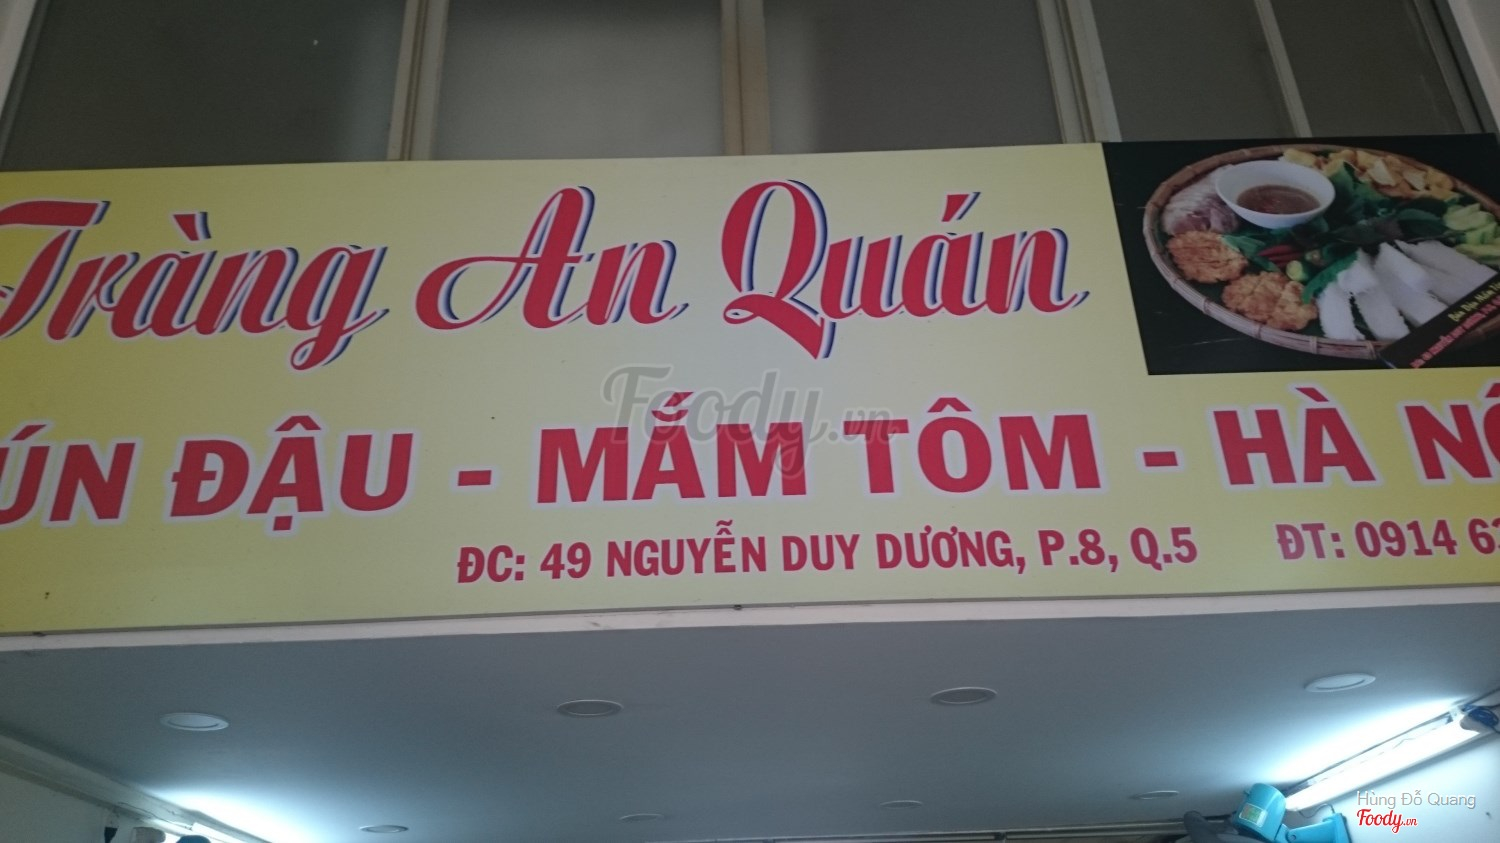 Tràng An Quán
ÚN ĐẬU - MẮM TÔM - HÀ NÔ
ĐC: 49 NGUYỄN DUY DƯƠNG, P.8, Q.5 ĐT: 0914 6
Foody.vn
Hùng Đỗ Quang
Foody.vn